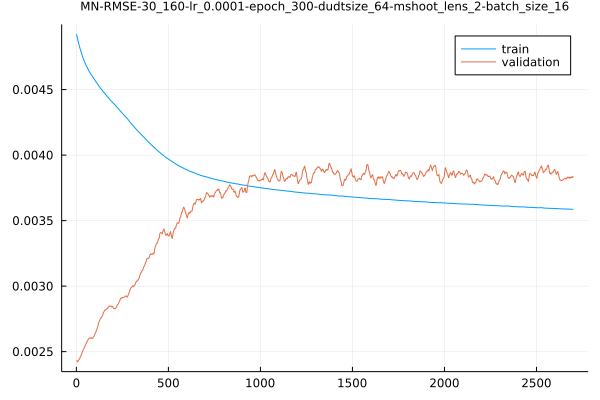 MN-RMSE-30_160-lr_0.0001-epoch_300-dudtsize_64-mshoot_lens_2-batch_size_16
train
validation
0.0045
0.0040
0.0035
0.0030
0.0025
0 500 1000 1500 2000 2500